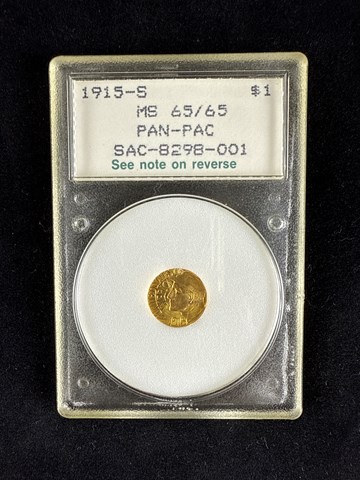 1915-S $1
MS 65/65
PAN-PAC
SAC-8298-001
See note on reverse